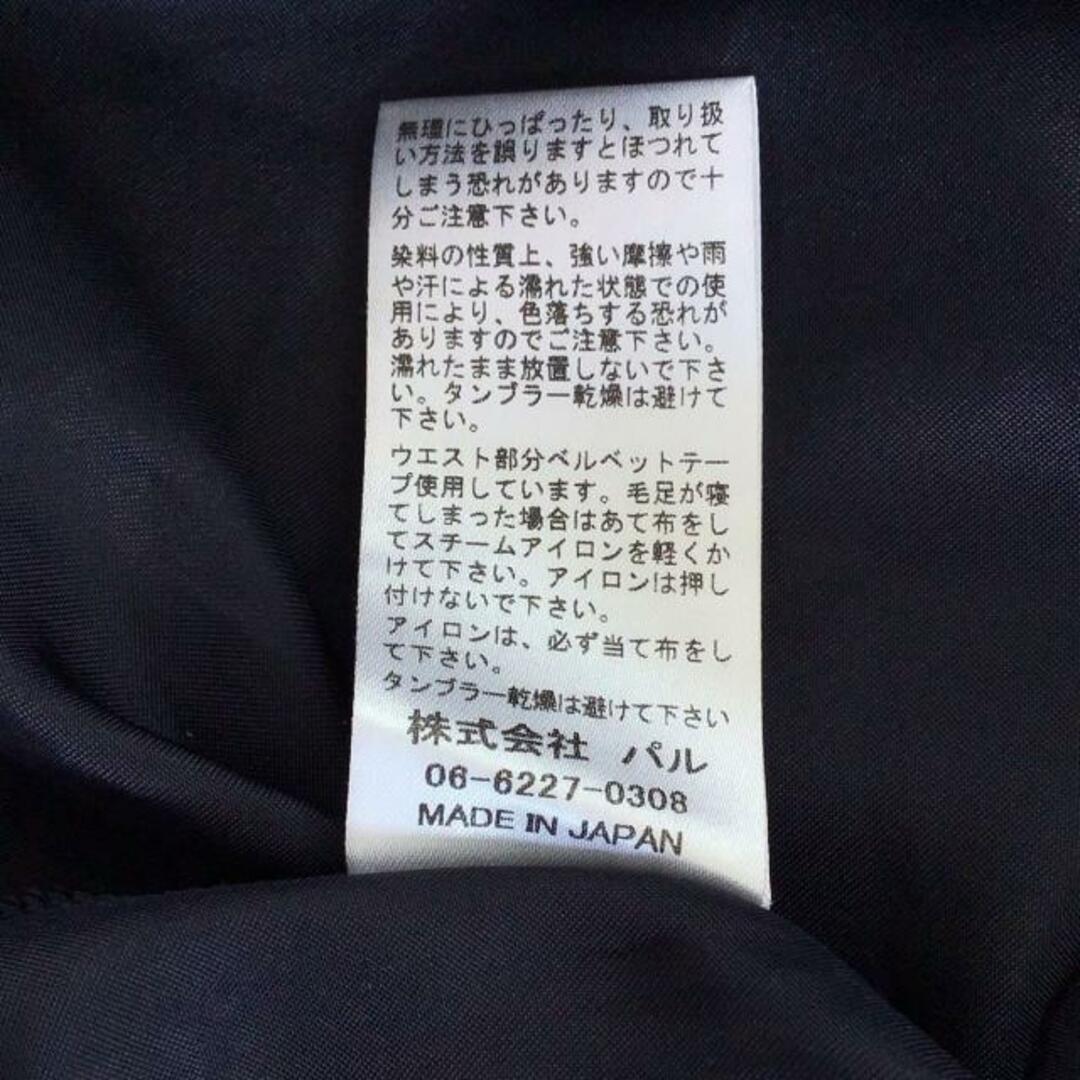 無理にひっぱったり、取り扱
い方法を誤りますとほつれて
しまう恐れがありますので十
分ご注意下さい。
染料の性質上、強い摩擦や雨
や汗による濡れた状態での使
用により、色落ちする恐れが
ありますのでご注意下さい。
濡れたまま放置しないで下さ
い。タンブラー乾燥は避けて
下さい。
ウエスト部分ベルベットテー
プ使用しています。毛足が寝
てしまった場合はあて布をし
てスチームアイロンを軽くか
けて下さい。アイロンは押し
付けないで下さい。
アイロンは、必ず当て布をし
て下さい。
タンブラー乾燥は避けて下さい
株式会社 パル
06-6227-0308
MADE IN JAPAN